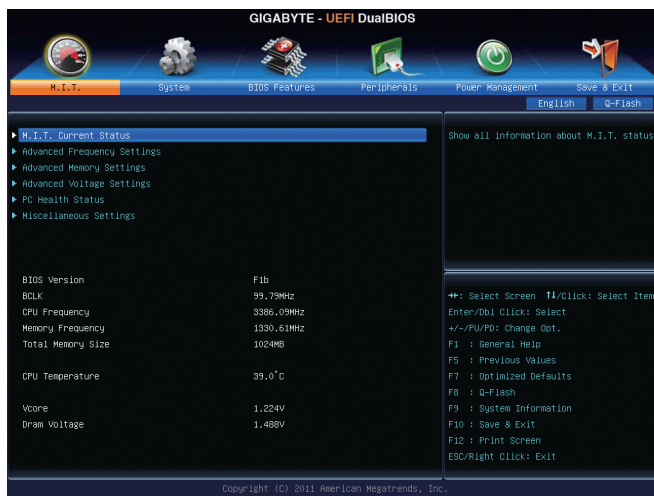 GIGABYTE - UEFI DualBIOS
M.I.T.
System
BIOS Features
Peripherals
Power Management
Save & Exit
English
Q-Flash
M.I.T. Current Status
Advanced Frequency Settings
Advanced Memory Settings
Advanced Voltage Settings
PC Health Status
Miscellaneous Settings
Show all information about M.I.T. status
BIOS Version F1b
BCLK 99.79MHz
CPU Frequency 3386.09MHz
Memory Frequency 1330.61MHz
Total Memory Size 1024MB
CPU Temperature 39.0°C
Vcore 1.224V
Dram Voltage 1.488V
→←: Select Screen ↑↓/Click: Select Item
Enter/Dbl Click: Select
+/-/PU/PD: Change Opt.
F1 : General Help
F5 : Previous Values
F7 : Optimized Defaults
F8 : Q-Flash
F9 : System Information
F10 : Save & Exit
F12 : Print Screen
ESC/Right Click: Exit
Copyright (C) 2011 American Megatrends, Inc.